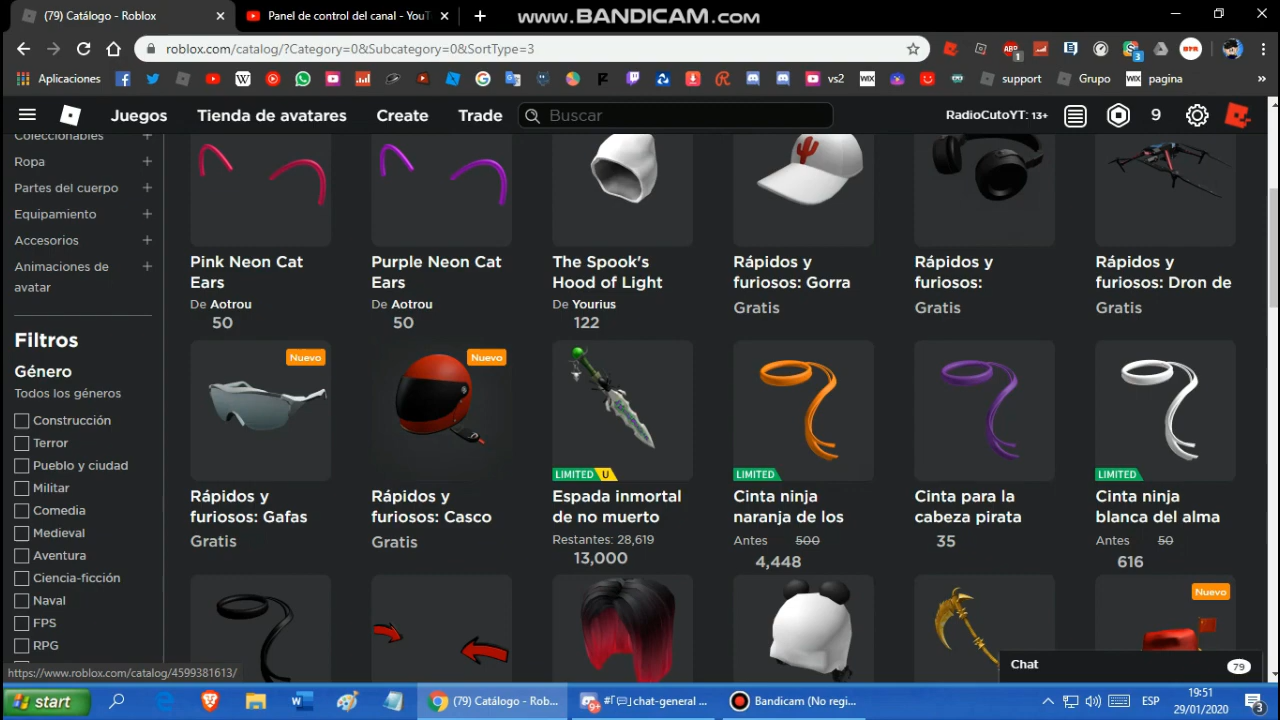 (79) Catálogo - Roblox
Panel de control del canal - YouT
www.BANDICAM.com
roblox.com/catalog/?Category=0&Subcategory=0&SortType=3
Aplicaciones
vs2
support
Grupo
pagina
Juegos
Tienda de avatares
Create
Trade
Buscar
RadioCutoYT: 13+
9
Coleccionables
Ropa
Partes del cuerpo
Equipamiento
Accesorios
Animaciones de
avatar
Filtros
Género
Todos los géneros
Construcción
Terror
Pueblo y ciudad
Militar
Comedia
Medieval
Aventura
Ciencia-ficción
Naval
FPS
RPG
Pink Neon Cat
Ears
De Aotrou
50
Purple Neon Cat
Ears
De Aotrou
50
The Spook's
Hood of Light
De Yourius
122
Rápidos y
furiosos: Gorra
Gratis
Rápidos y
furiosos:
Gratis
Rápidos y
furiosos: Dron de
Gratis
Nuevo
Rápidos y
furiosos: Gafas
Gratis
Nuevo
Rápidos y
furiosos: Casco
Gratis
LIMITED U
Espada inmortal
de no muerto
Restantes: 28,619
13,000
LIMITED
Cinta ninja
naranja de los
Antes 500
4,448
Cinta para la
cabeza pirata
35
LIMITED
Cinta ninja
blanca del alma
Antes 50
616
Nuevo
Chat
79
https://www.roblox.com/catalog/4599381613/
start
(79) Catálogo - Rob...
chat-general ...
Bandicam (No regi...
ESP
19:51
29/01/2020
3